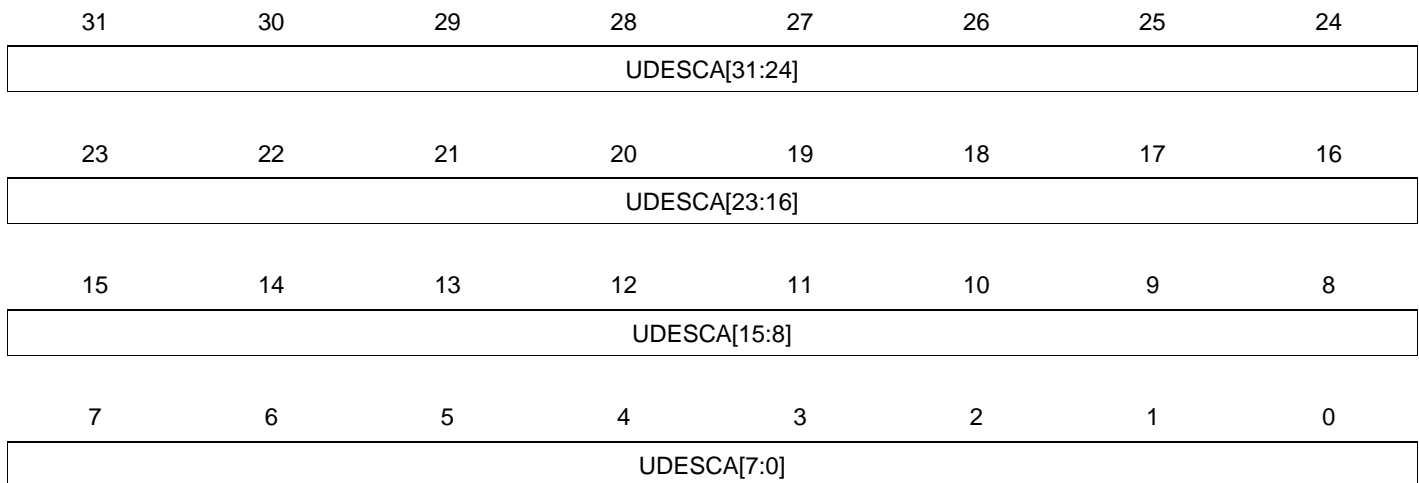 31 30 29 28 27 26 25 24
UDESCA[31:24]
23 22 21 20 19 18 17 16
UDESCA[23:16]
15 14 13 12 11 10 9 8
UDESCA[15:8]
7 6 5 4 3 2 1 0
UDESCA[7:0]